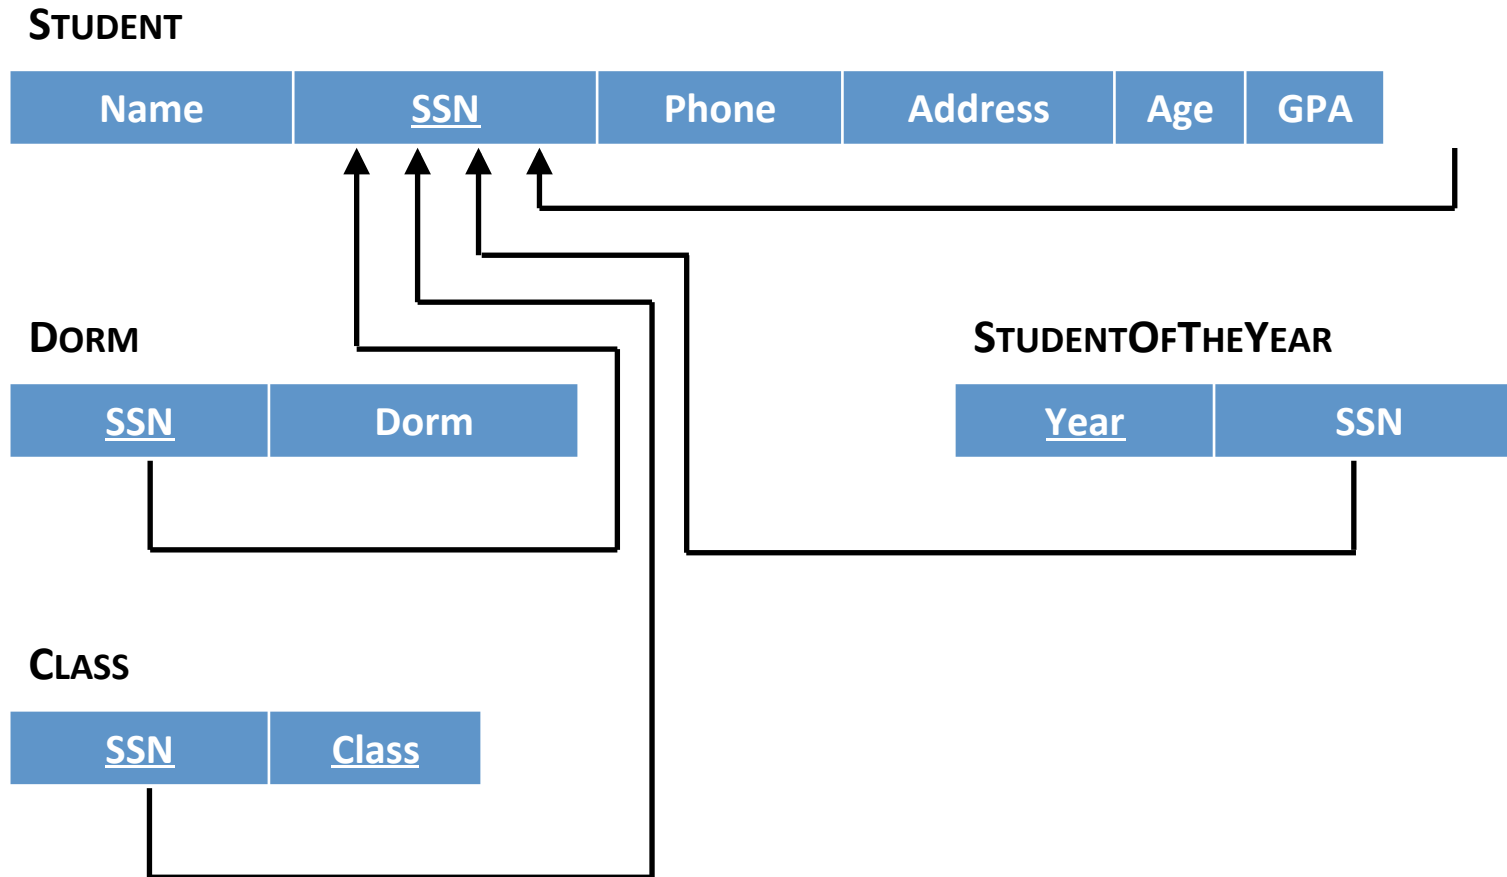 STUDENT
Name SSN Phone Address Age GPA
DORM
SSN Dorm
STUDENTOFTHEYEAR
Year SSN
CLASS
SSN Class